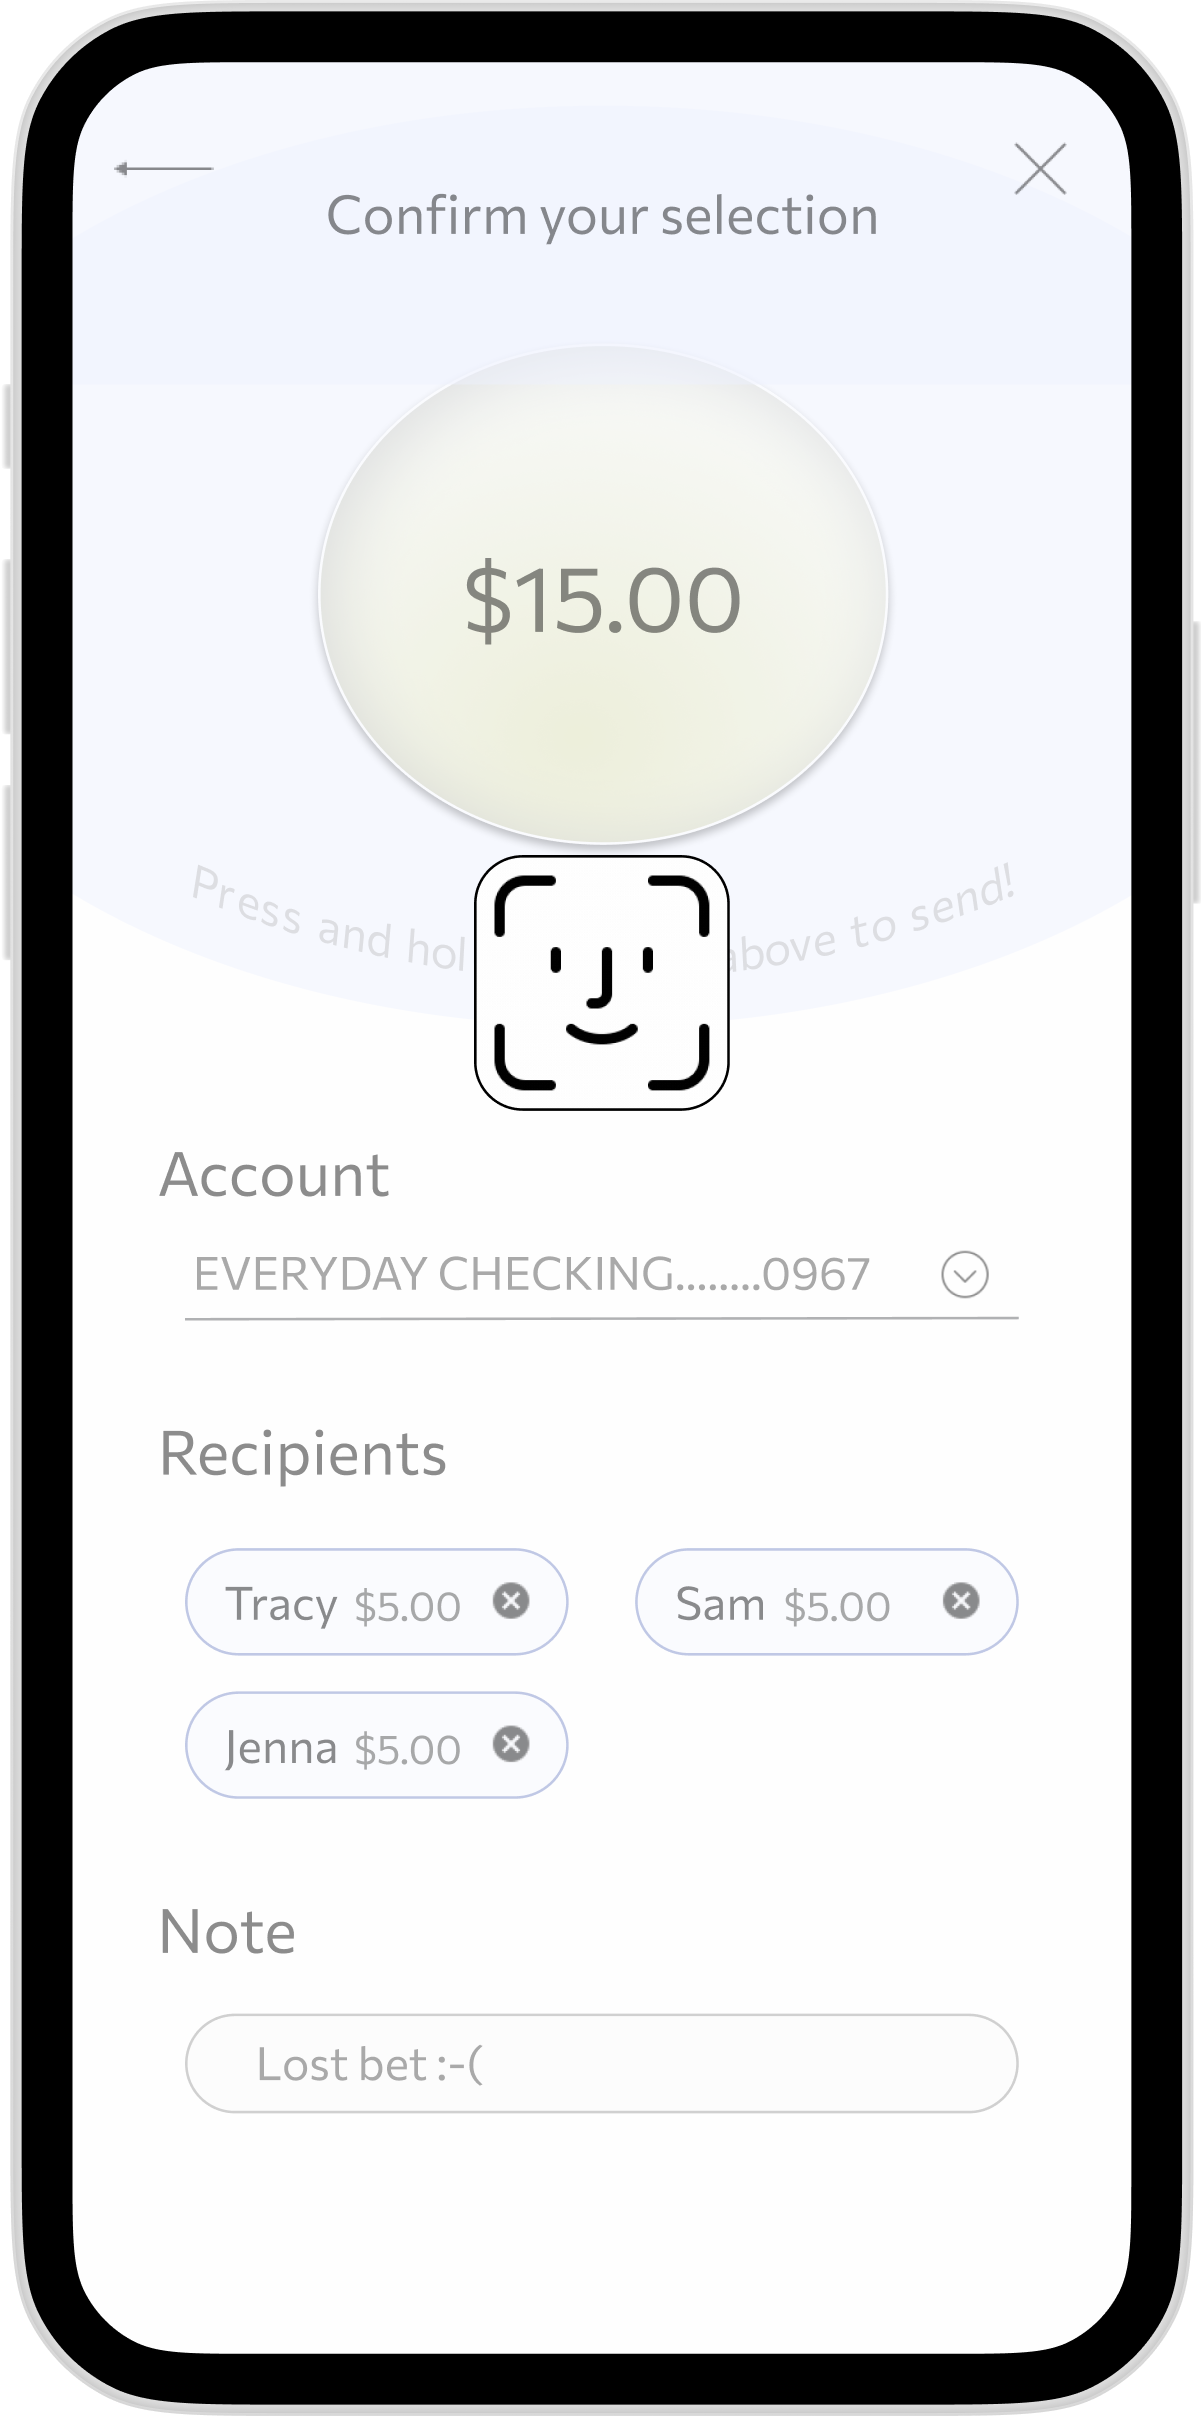 Confirm your selection
$15.00
Press and hol above to send!
Account
EVERYDAY CHECKING........0967
Recipients
Tracy $5.00 Sam $5.00
Jenna $5.00
Note
Lost bet :-(